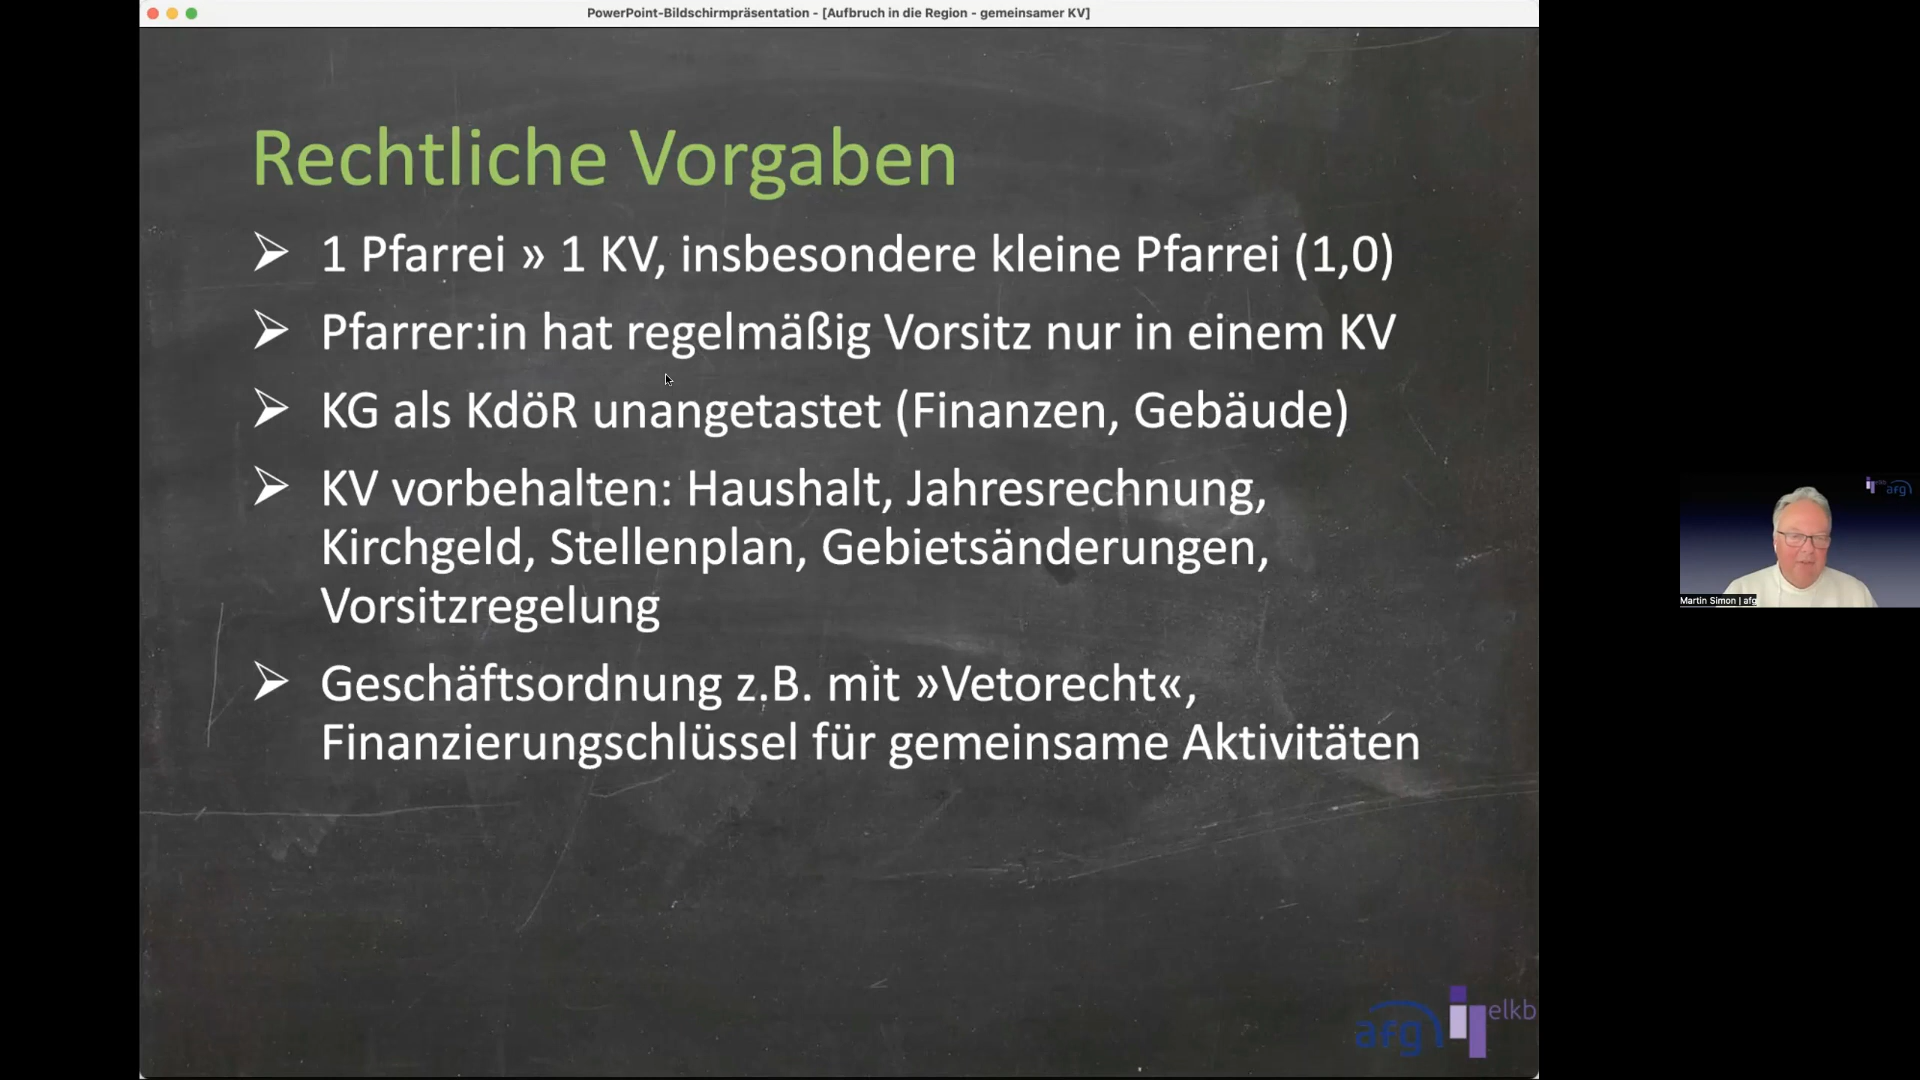 PowerPoint-Bildschirmpräsentation - [Aufbruch in die Region - gemeinsamer KV]
Rechtliche Vorgaben
1 Pfarrei » 1 KV, insbesondere kleine Pfarrei (1,0)
Pfarrer:in hat regelmäßig Vorsitz nur in einem KV
KG als KdöR unangetastet (Finanzen, Gebäude)
KV vorbehalten: Haushalt, Jahresrechnung,
Kirchgeld, Stellenplan, Gebietsänderungen,
Vorsitzregelung
Geschäftsordnung z.B. mit »Vetorecht«,
Finanzierungschlüssel für gemeinsame Aktivitäten
afg
Martin Simon | afg
afg elkb